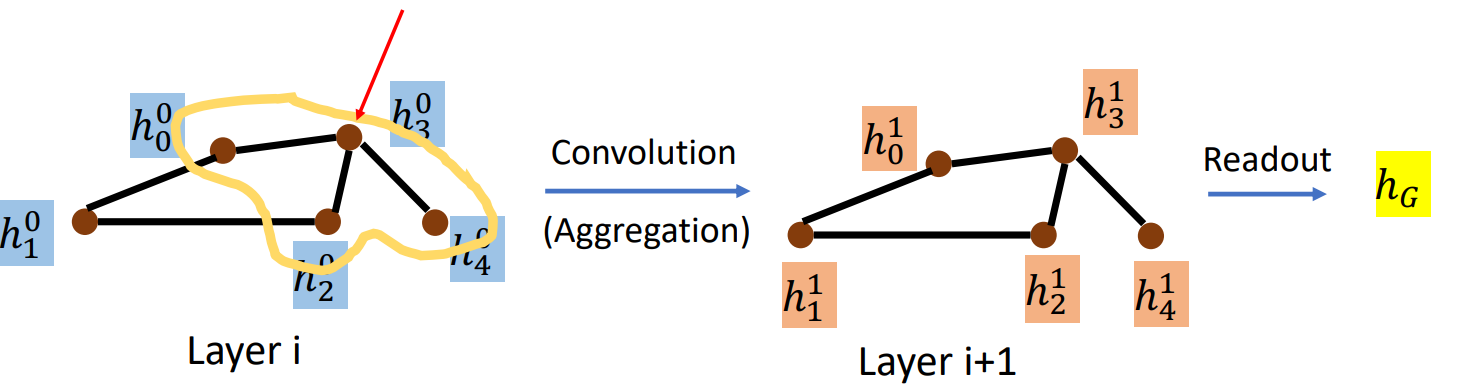 h_0^0
h_3^0
h_1^0
h_2^0
h_4^0
Layer i
Convolution
(Aggregation)
h_0^1
h_3^1
h_1^1
h_2^1
h_4^1
Layer i+1
Readout
h_G